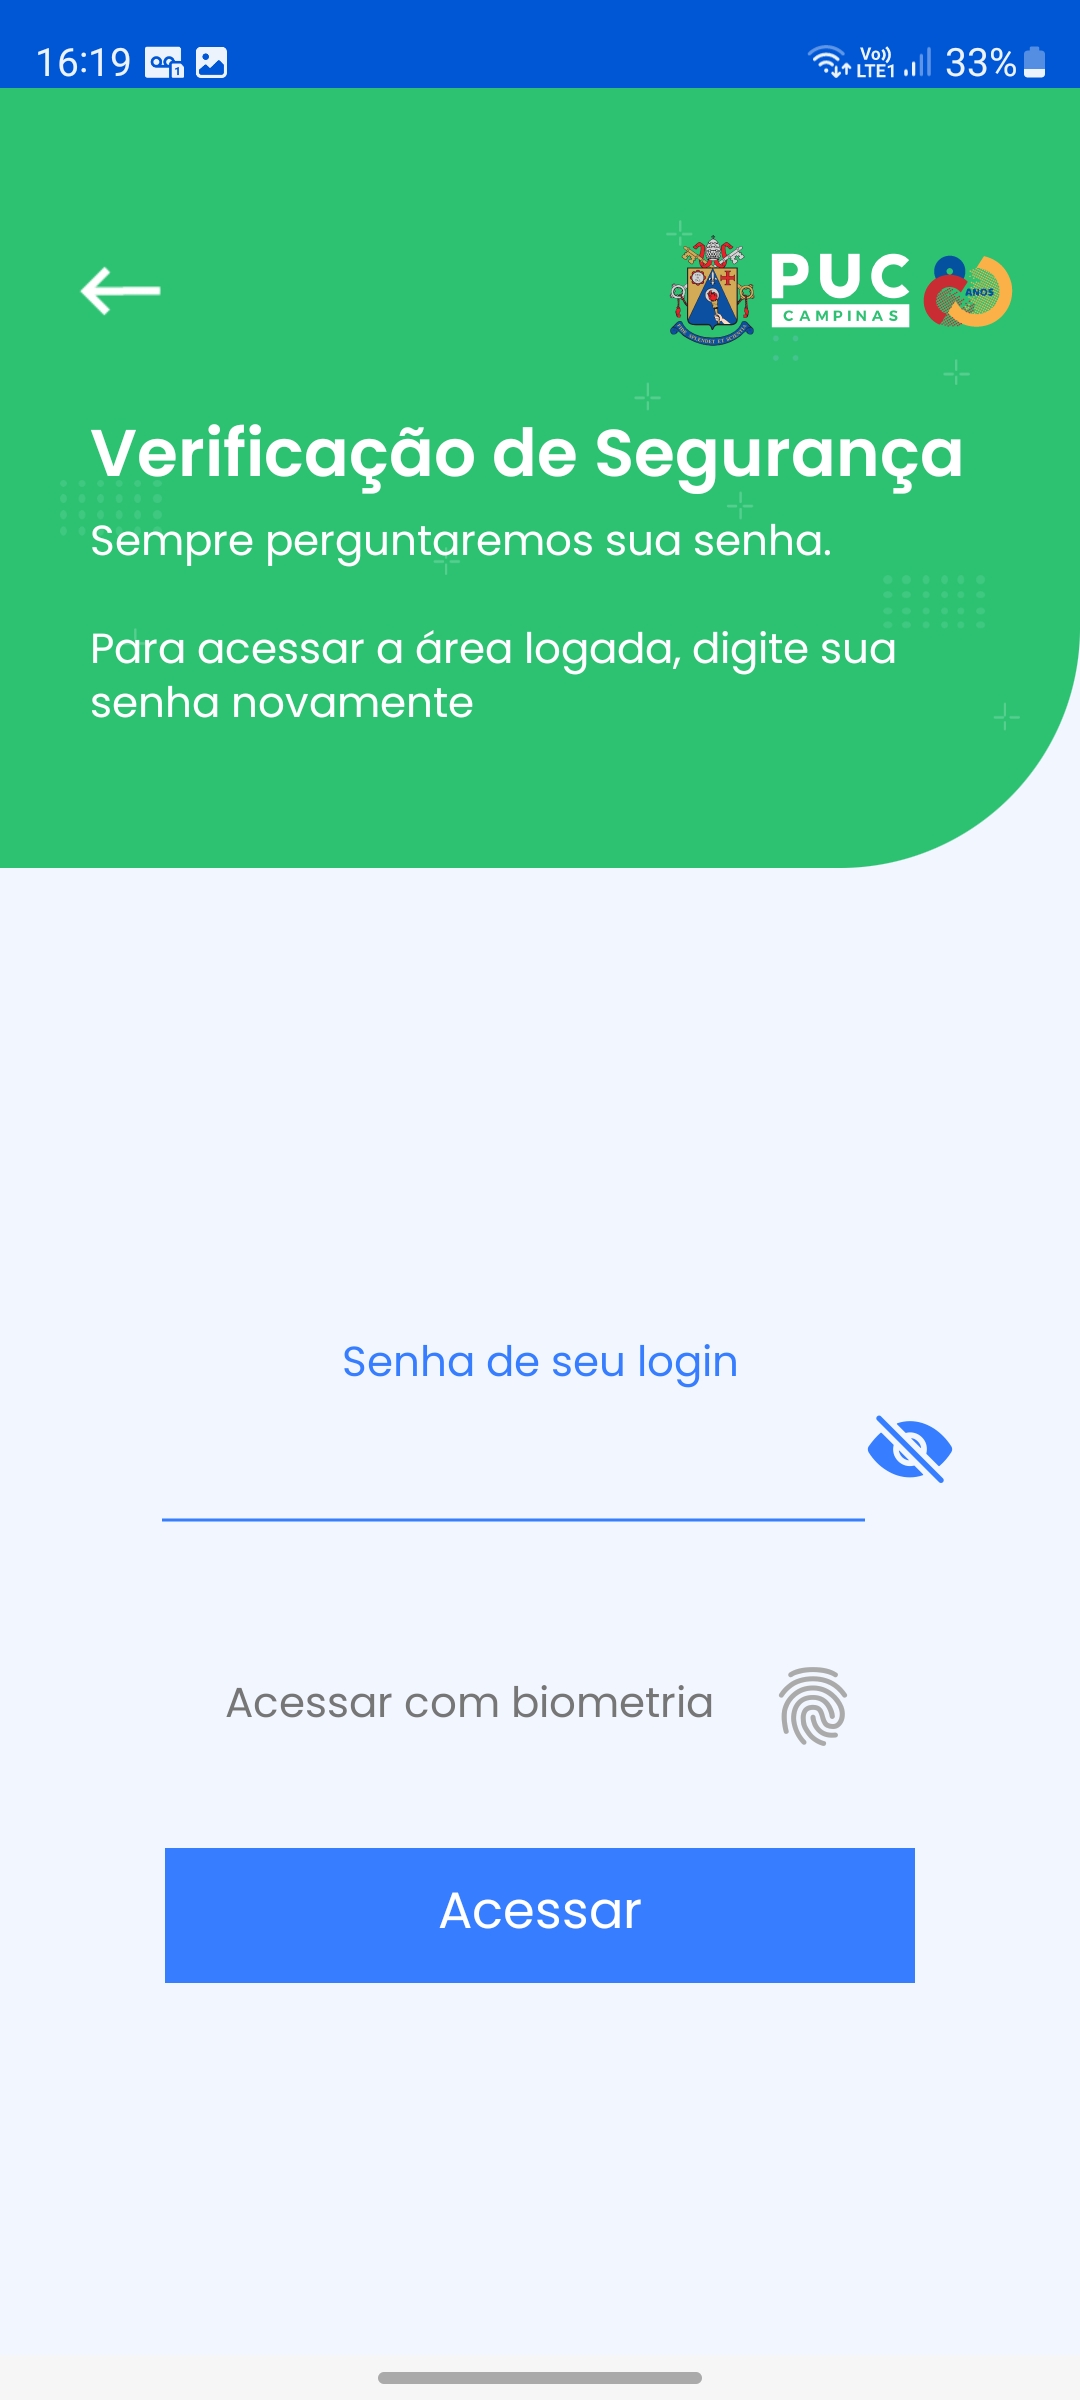 16:19
Vo))
LTE1
33%
PUC
CAMPINAS
ANOS
Verificação de Segurança
Sempre perguntaremos sua senha.
Para acessar a área logada, digite sua
senha novamente
Senha de seu login
Acessar com biometria
Acessar